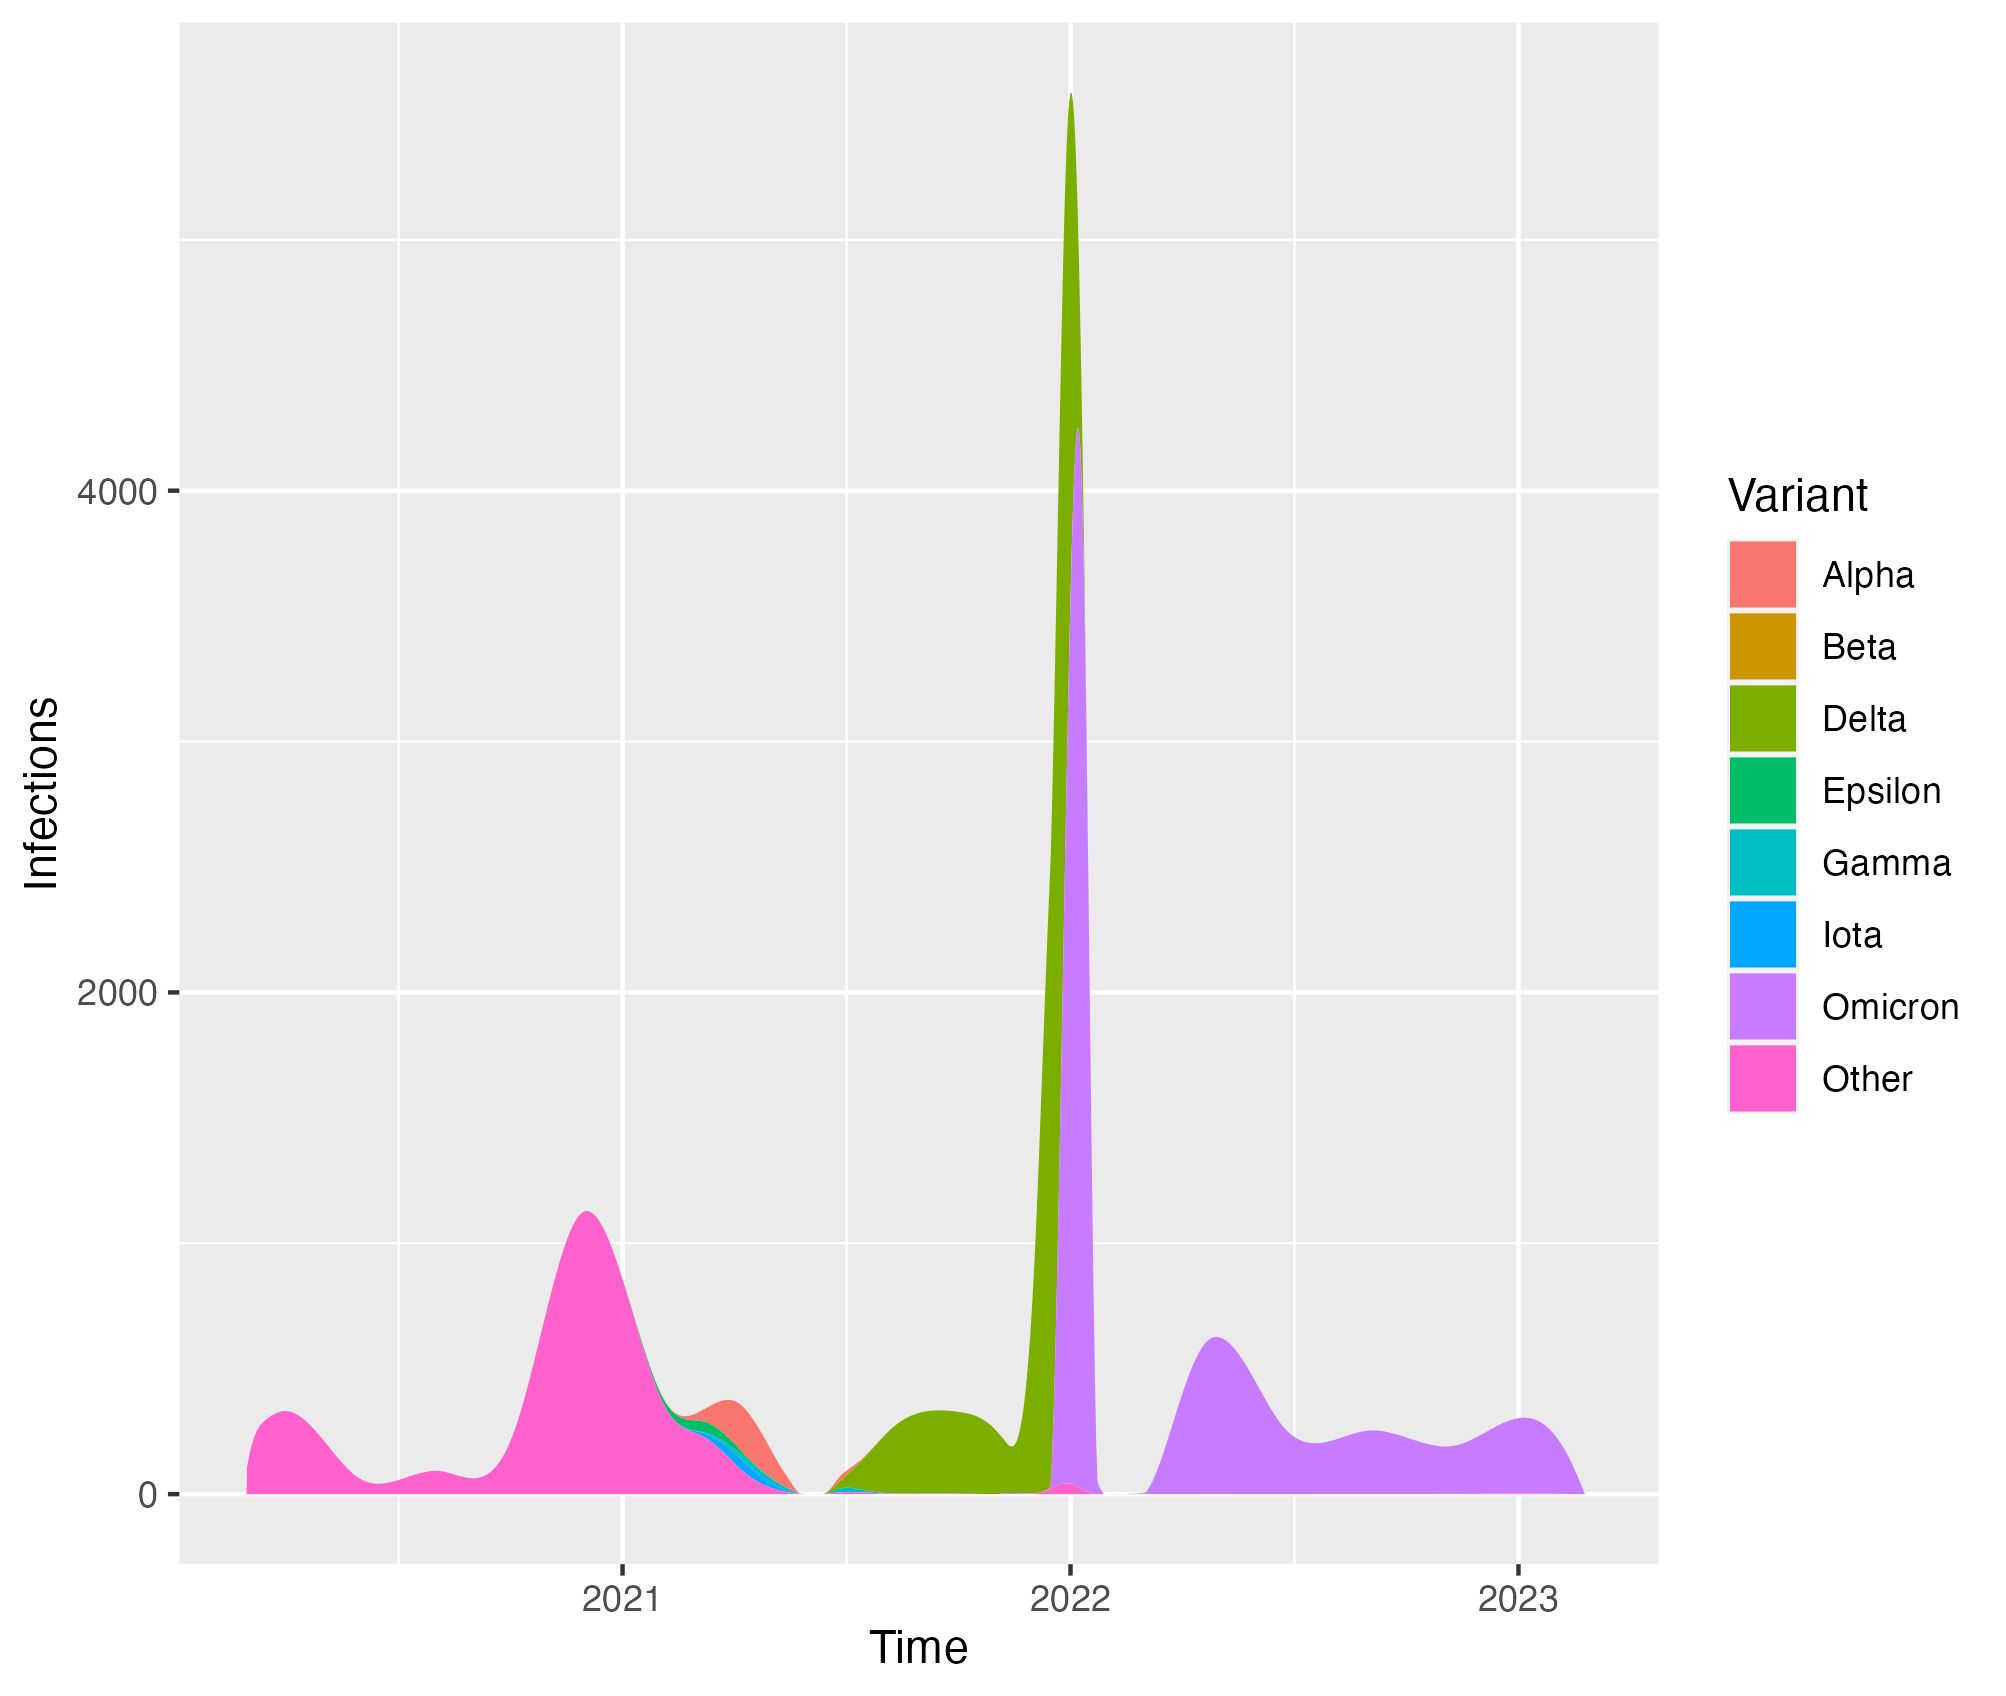 Infections
4000
2000
0
2021
2022
2023
Time
Variant
Alpha
Beta
Delta
Epsilon
Gamma
Iota
Omicron
Other